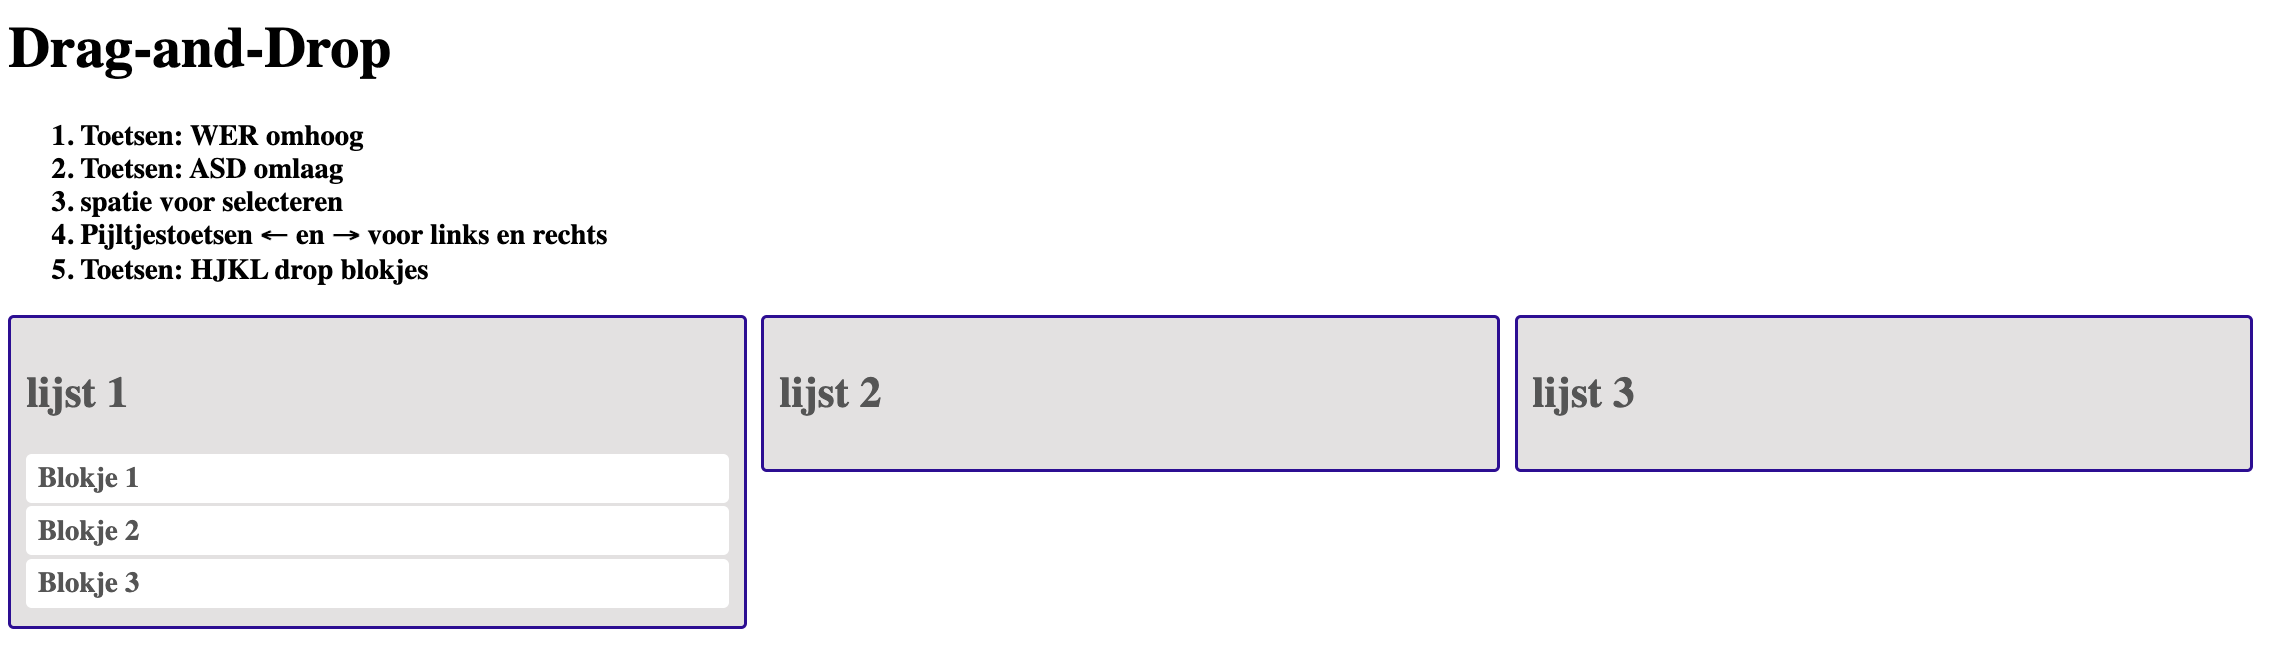 Drag-and-Drop
1. Toetsen: WER omhoog
2. Toetsen: ASD omlaag
3. spatie voor selecteren
4. Pijltjestoetsen ← en → voor links en rechts
5. Toetsen: HJKL drop blokjes
lijst 1
Blokje 1
Blokje 2
Blokje 3
lijst 2
lijst 3